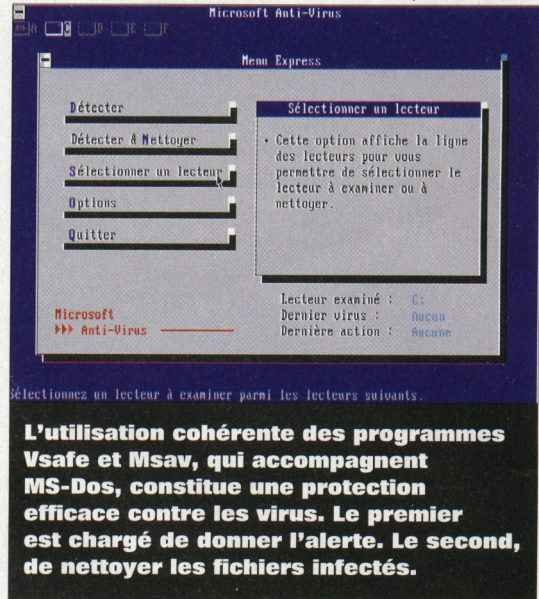 Microsoft Anti-Virus
A C D E F
Menu Express
Détecter
Détecter & Nettoyer
Sélectionner un lecteur
Options
Quitter
Sélectionner un lecteur
• Cette option affiche la ligne
des lecteurs pour vous
permettre de sélectionner le
lecteur à examiner ou à
nettoyer.
Microsoft
Anti-Virus
Lecteur examiné : C:
Dernier virus : Aucun
Dernière action : Aucune
Sélectionnez un lecteur à examiner parmi les lecteurs suivants.
L'utilisation cohérente des programmes
Vsafe et Msav, qui accompagnent
MS-Dos, constitue une protection
efficace contre les virus. Le premier
est chargé de donner l'alerte. Le second,
de nettoyer les fichiers infectés.